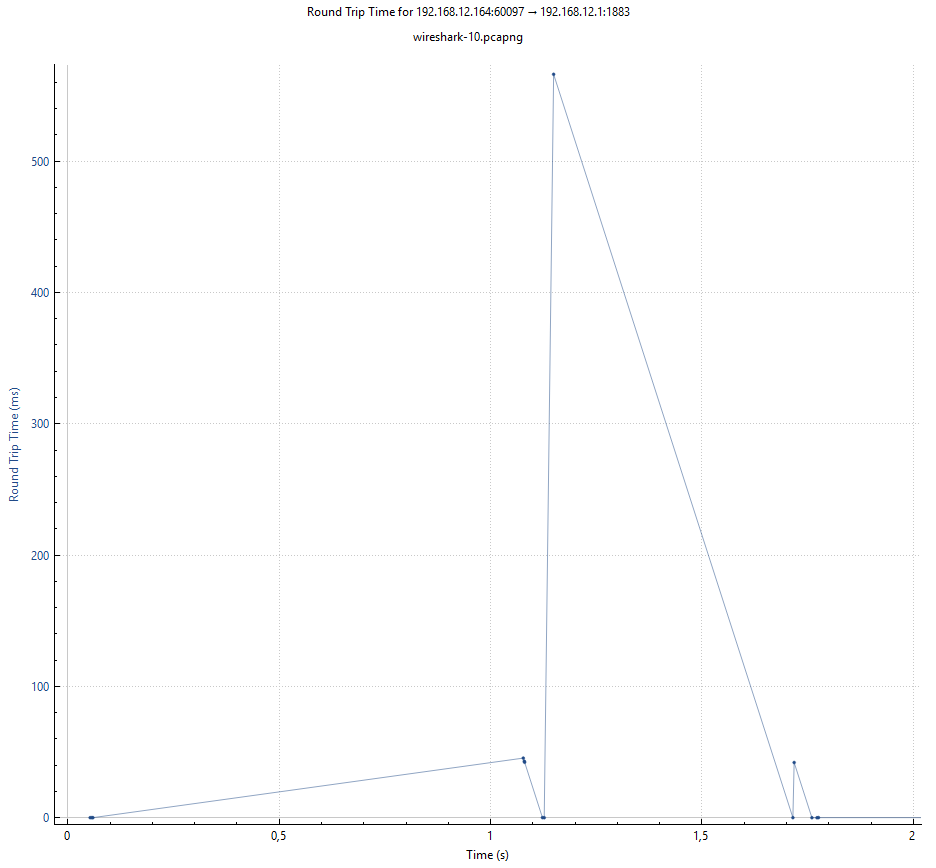 Round Trip Time for 192.168.12.164:60097 → 192.168.12.1:1883
wireshark-10.pcapng
Round Trip Time (ms)
500
400
300
200
100
0
0 0,5 1 1,5 2
Time (s)